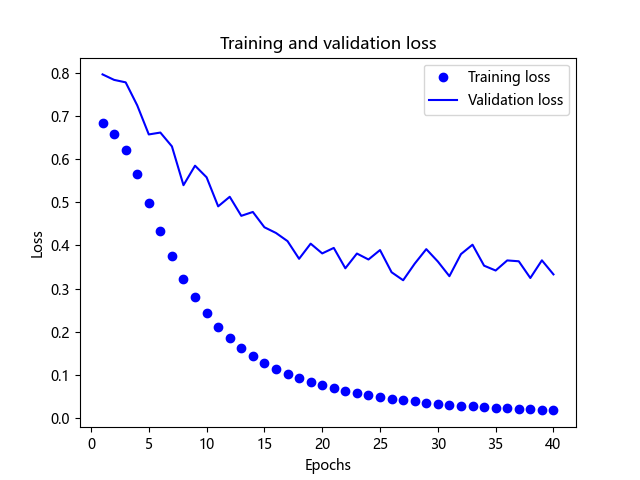 Training and validation loss
Training loss
Validation loss
0.8
0.7
0.6
0.5
0.4
0.3
0.2
0.1
0.0
Loss
0 5 10 15 20 25 30 35 40
Epochs